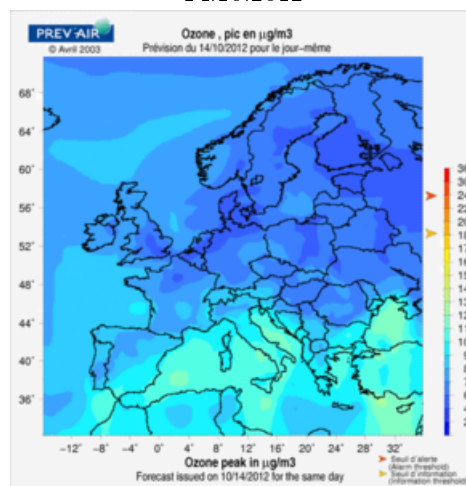 PREV'AIR
© Avril 2003
Ozone , pic en µg/m3
Prévision du 14/10/2012 pour le jour-même
68°
64°
60°
56°
52°
48°
44°
40°
36°
-12° -8° -4° 0° 4° 8° 12° 16° 20° 24° 28° 32°
Ozone peak in µg/m3
Forecast issued on 10/14/2012 for the same day
Seuil d'alerte
(Alarm threshold)
Seuil d'information
(Information threshold)